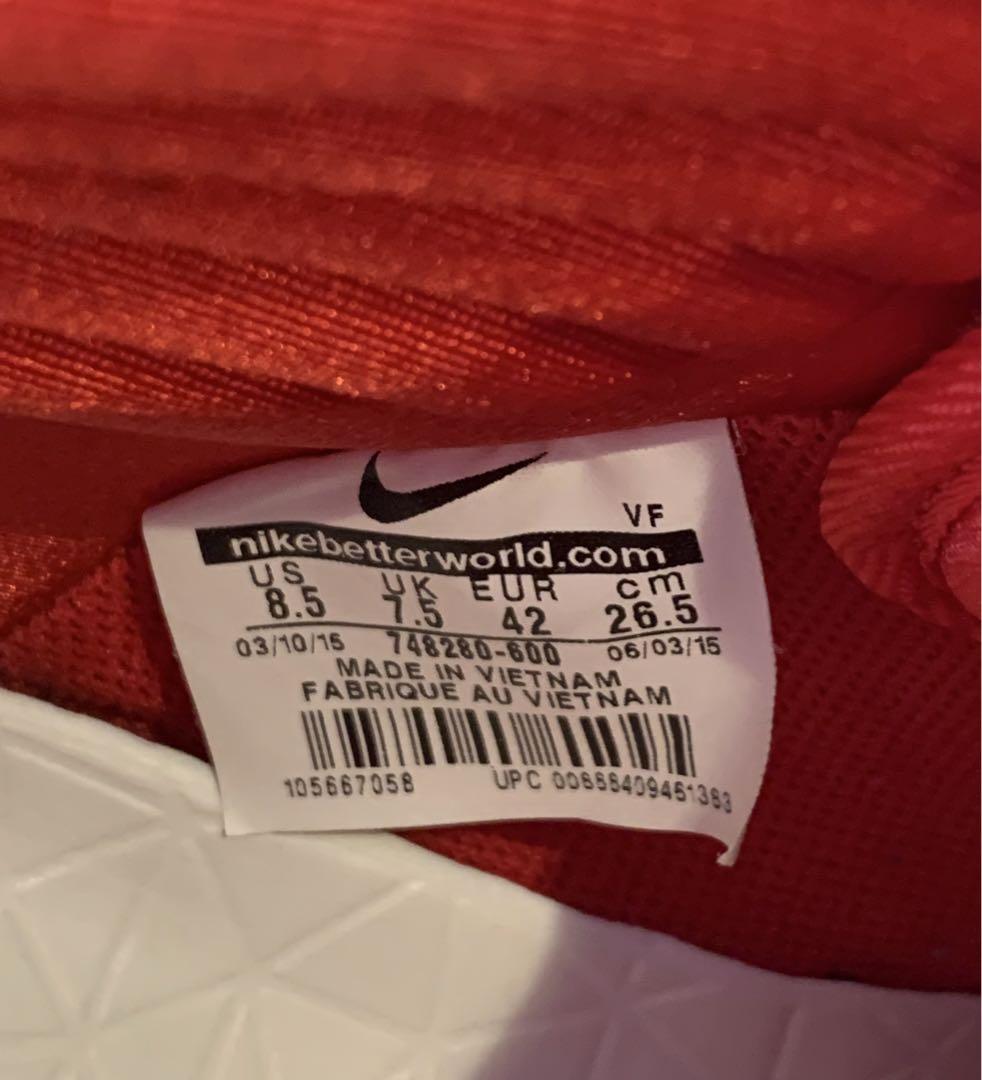 VF
nikebetterworld.com
US UK EUR cm
8.5 7.5 42 26.5
03/10/15 748280-600 06/03/15
MADE IN VIETNAM
FABRIQUE AU VIETNAM
105667058 UPC 00888409461383